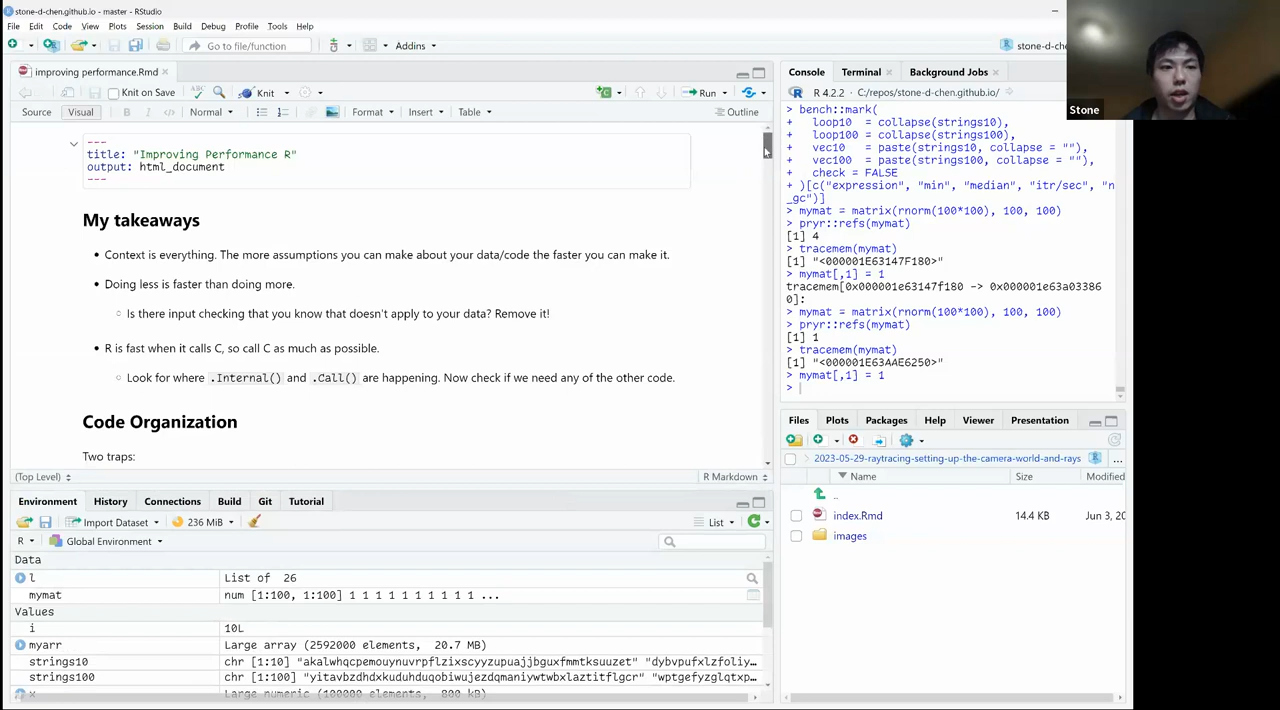 stone-d-chen.github.io - master - RStudio
File Edit Code View Plots Session Build Debug Profile Tools Help
Go to file/function Addins
improving performance.Rmd
Knit on Save Knit Run
Source Visual B I Normal Format Insert Table Outline
---
title: "Improving Performance R"
output: html_document
---
My takeaways
• Context is everything. The more assumptions you can make about your data/code the faster you can make it.
• Doing less is faster than doing more.
◦ Is there input checking that you know that doesn't apply to your data? Remove it!
• R is fast when it calls C, so call C as much as possible.
◦ Look for where .Internal() and .Call() are happening. Now check if we need any of the other code.
Code Organization
Two traps:
(Top Level) R Markdown
Environment History Connections Build Git Tutorial
Import Dataset 236 MiB List
R Global Environment
Data
l List of 26
mymat num [1:100, 1:100] 1 1 1 1 1 1 1 1 1 1 ...
Values
i 10L
myarr Large array (2592000 elements, 20.7 MB)
strings10 chr [1:10]
strings100 chr [1:100]
x Large numeric (100000 elements, 800 kB)
stone-d-che
Console Terminal Background Jobs
R 4.2.2 C:/repos/stone-d-chen.github.io/
> bench::mark(
+ loop10 = collapse(strings10),
+ loop100 = collapse(strings100),
+ vec10 = paste(strings10, collapse = ""),
+ vec100 = paste(strings100, collapse = ""),
+ check = FALSE
+ )[c("expression", "min", "median", "itr/sec", "n
_gc")]
> mymat = matrix(rnorm(100*100), 100, 100)
> pryr::refs(mymat)
[1] 4
> tracemem(mymat)
[1] "<000001E63147F180>"
> mymat[,1] = 1
tracemem[0x000001e63147f180 -> 0x000001e63a03386
0]:
> mymat = matrix(rnorm(100*100), 100, 100)
> pryr::refs(mymat)
[1] 1
> tracemem(mymat)
[1] "<000001E63AAE6250>"
> mymat[,1] = 1
>
Files Plots Packages Help Viewer Presentation
2023-05-29-raytracing-setting-up-the-camera-world-and-rays ...
Name Size Modified
..
index.Rmd 14.4 KB Jun 3, 20
images
Stone